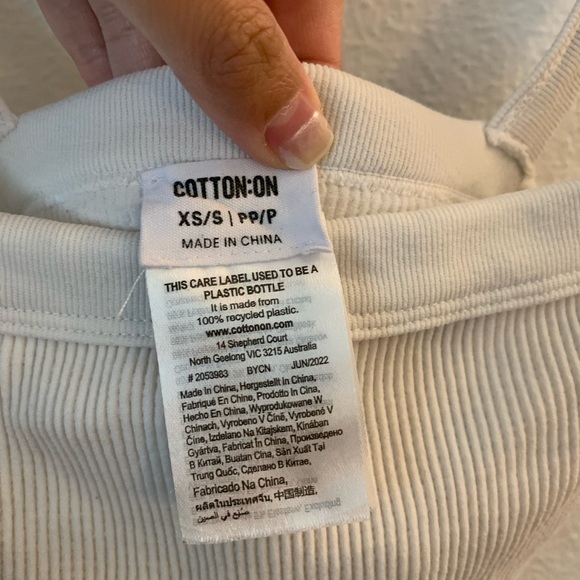 COTTON:ON
XS/S | PP/P
MADE IN CHINA
THIS CARE LABEL USED TO BE A
PLASTIC BOTTLE
It is made from
100% recycled plastic.
www.cottonon.com
14 Shepherd Court
North Geelong VIC 3215 Australia
# 2053983 BYCN JUN/2022
Made In China, Hergestellt In China,
Fabriqué En Chine, Prodotto In Cina,
Hecho En China, Wyprodukowane W
Chinach, Vyrobeno V Číně, Vyrobené V
Číne, Izdelano Na Kitajskem, Kínában
Gyártva, Fabricat În China, Произведено
В Китай, Buatan Cina, Sản Xuất Tại
Trung Quốc, Сделано В Китае,
Fabricado Na China,
ผลิตในประเทศจีน, 中国制造,
صنع في الصين